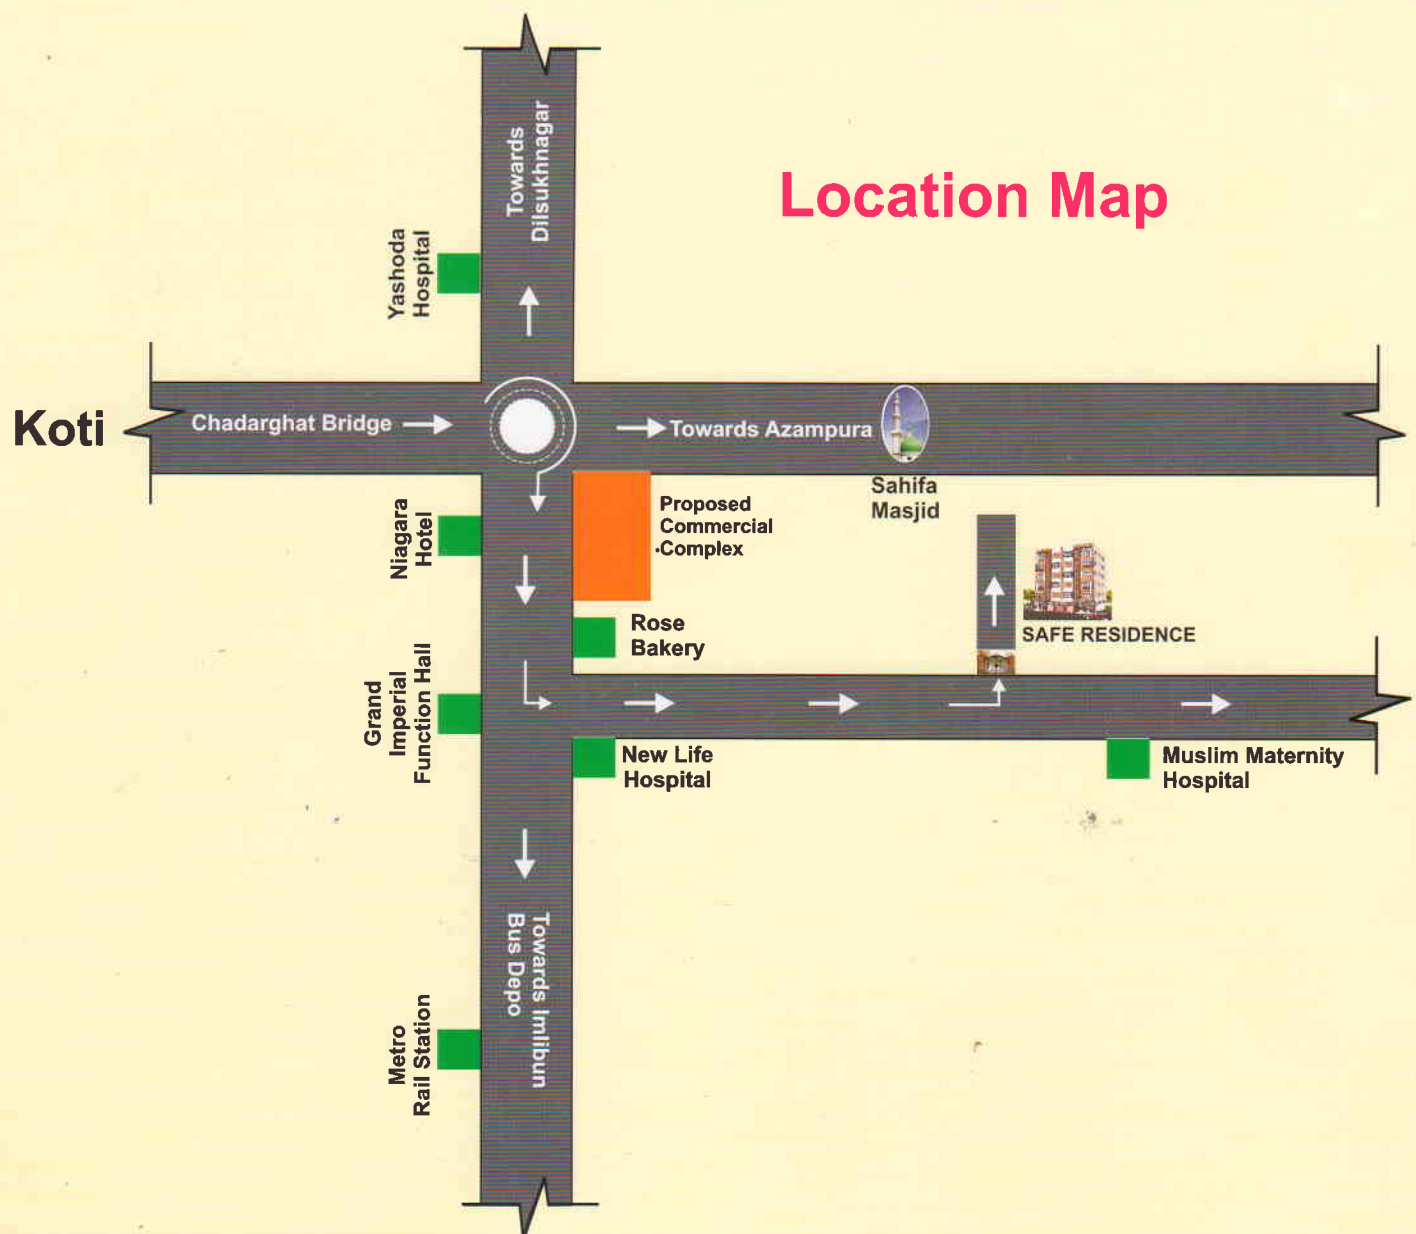 Location Map
Towards
Dilsukhnagar
Yashoda
Hospital
Koti
Chadarghat Bridge
Towards Azampura
Sahifa
Masjid
Niagara
Hotel
Proposed
Commercial
Complex
Rose
Bakery
SAFE RESIDENCE
Grand
Imperial
Function Hall
New Life
Hospital
Muslim Maternity
Hospital
Towards Imlibun
Bus Depo
Metro
Rail Station